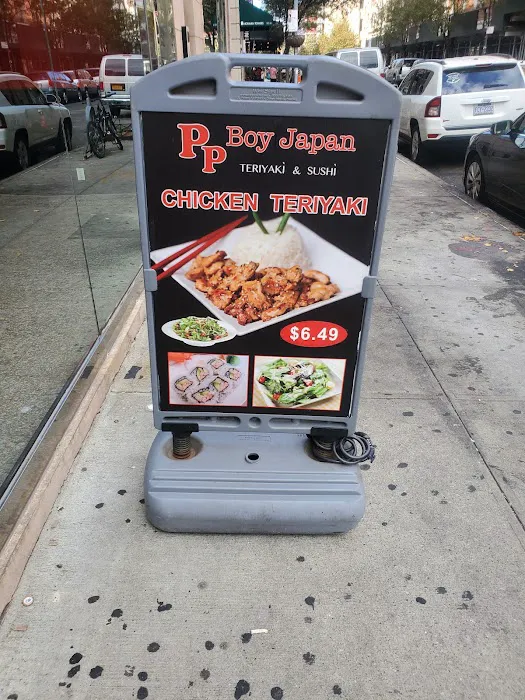 PP Boy Japan
TERIYAKi & SUSHi
CHICKEN TERIYAKI
$6.49